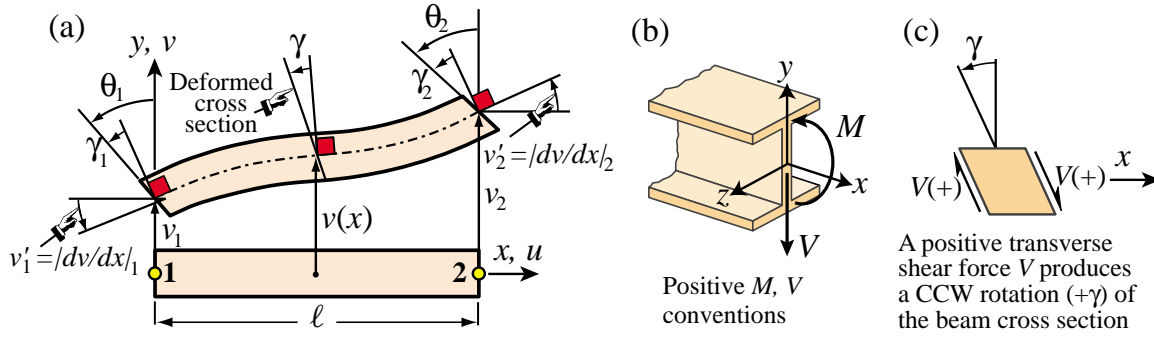 (a)
y, v
θ1
γ1
Deformed
cross
section
γ
θ2
γ2
v′1 =|dv/dx|1
v1
v(x)
v′2 =|dv/dx|2
v2
1
2
x, u
ℓ
(b)
y
M
x
z
V
Positive M, V
conventions
(c)
γ
V(+)
V(+)
x
A positive transverse
shear force V produces
a CCW rotation (+γ) of
the beam cross section